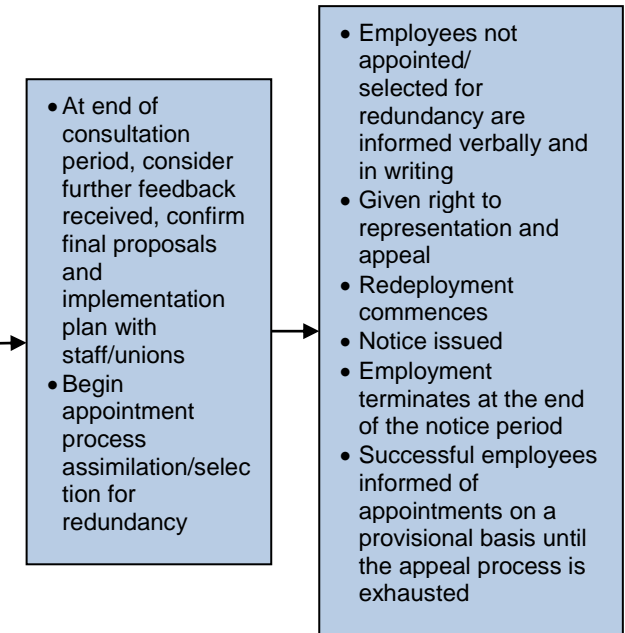 • At end of
consultation
period, consider
further feedback
received, confirm
final proposals
and
implementation
plan with
staff/unions
• Begin
appointment
process
assimilation/selec
tion for
redundancy
• Employees not
appointed/
selected for
redundancy are
informed verbally and
in writing
• Given right to
representation and
appeal
• Redeployment
commences
• Notice issued
• Employment
terminates at the end
of the notice period
• Successful employees
informed of
appointments on a
provisional basis until
the appeal process is
exhausted